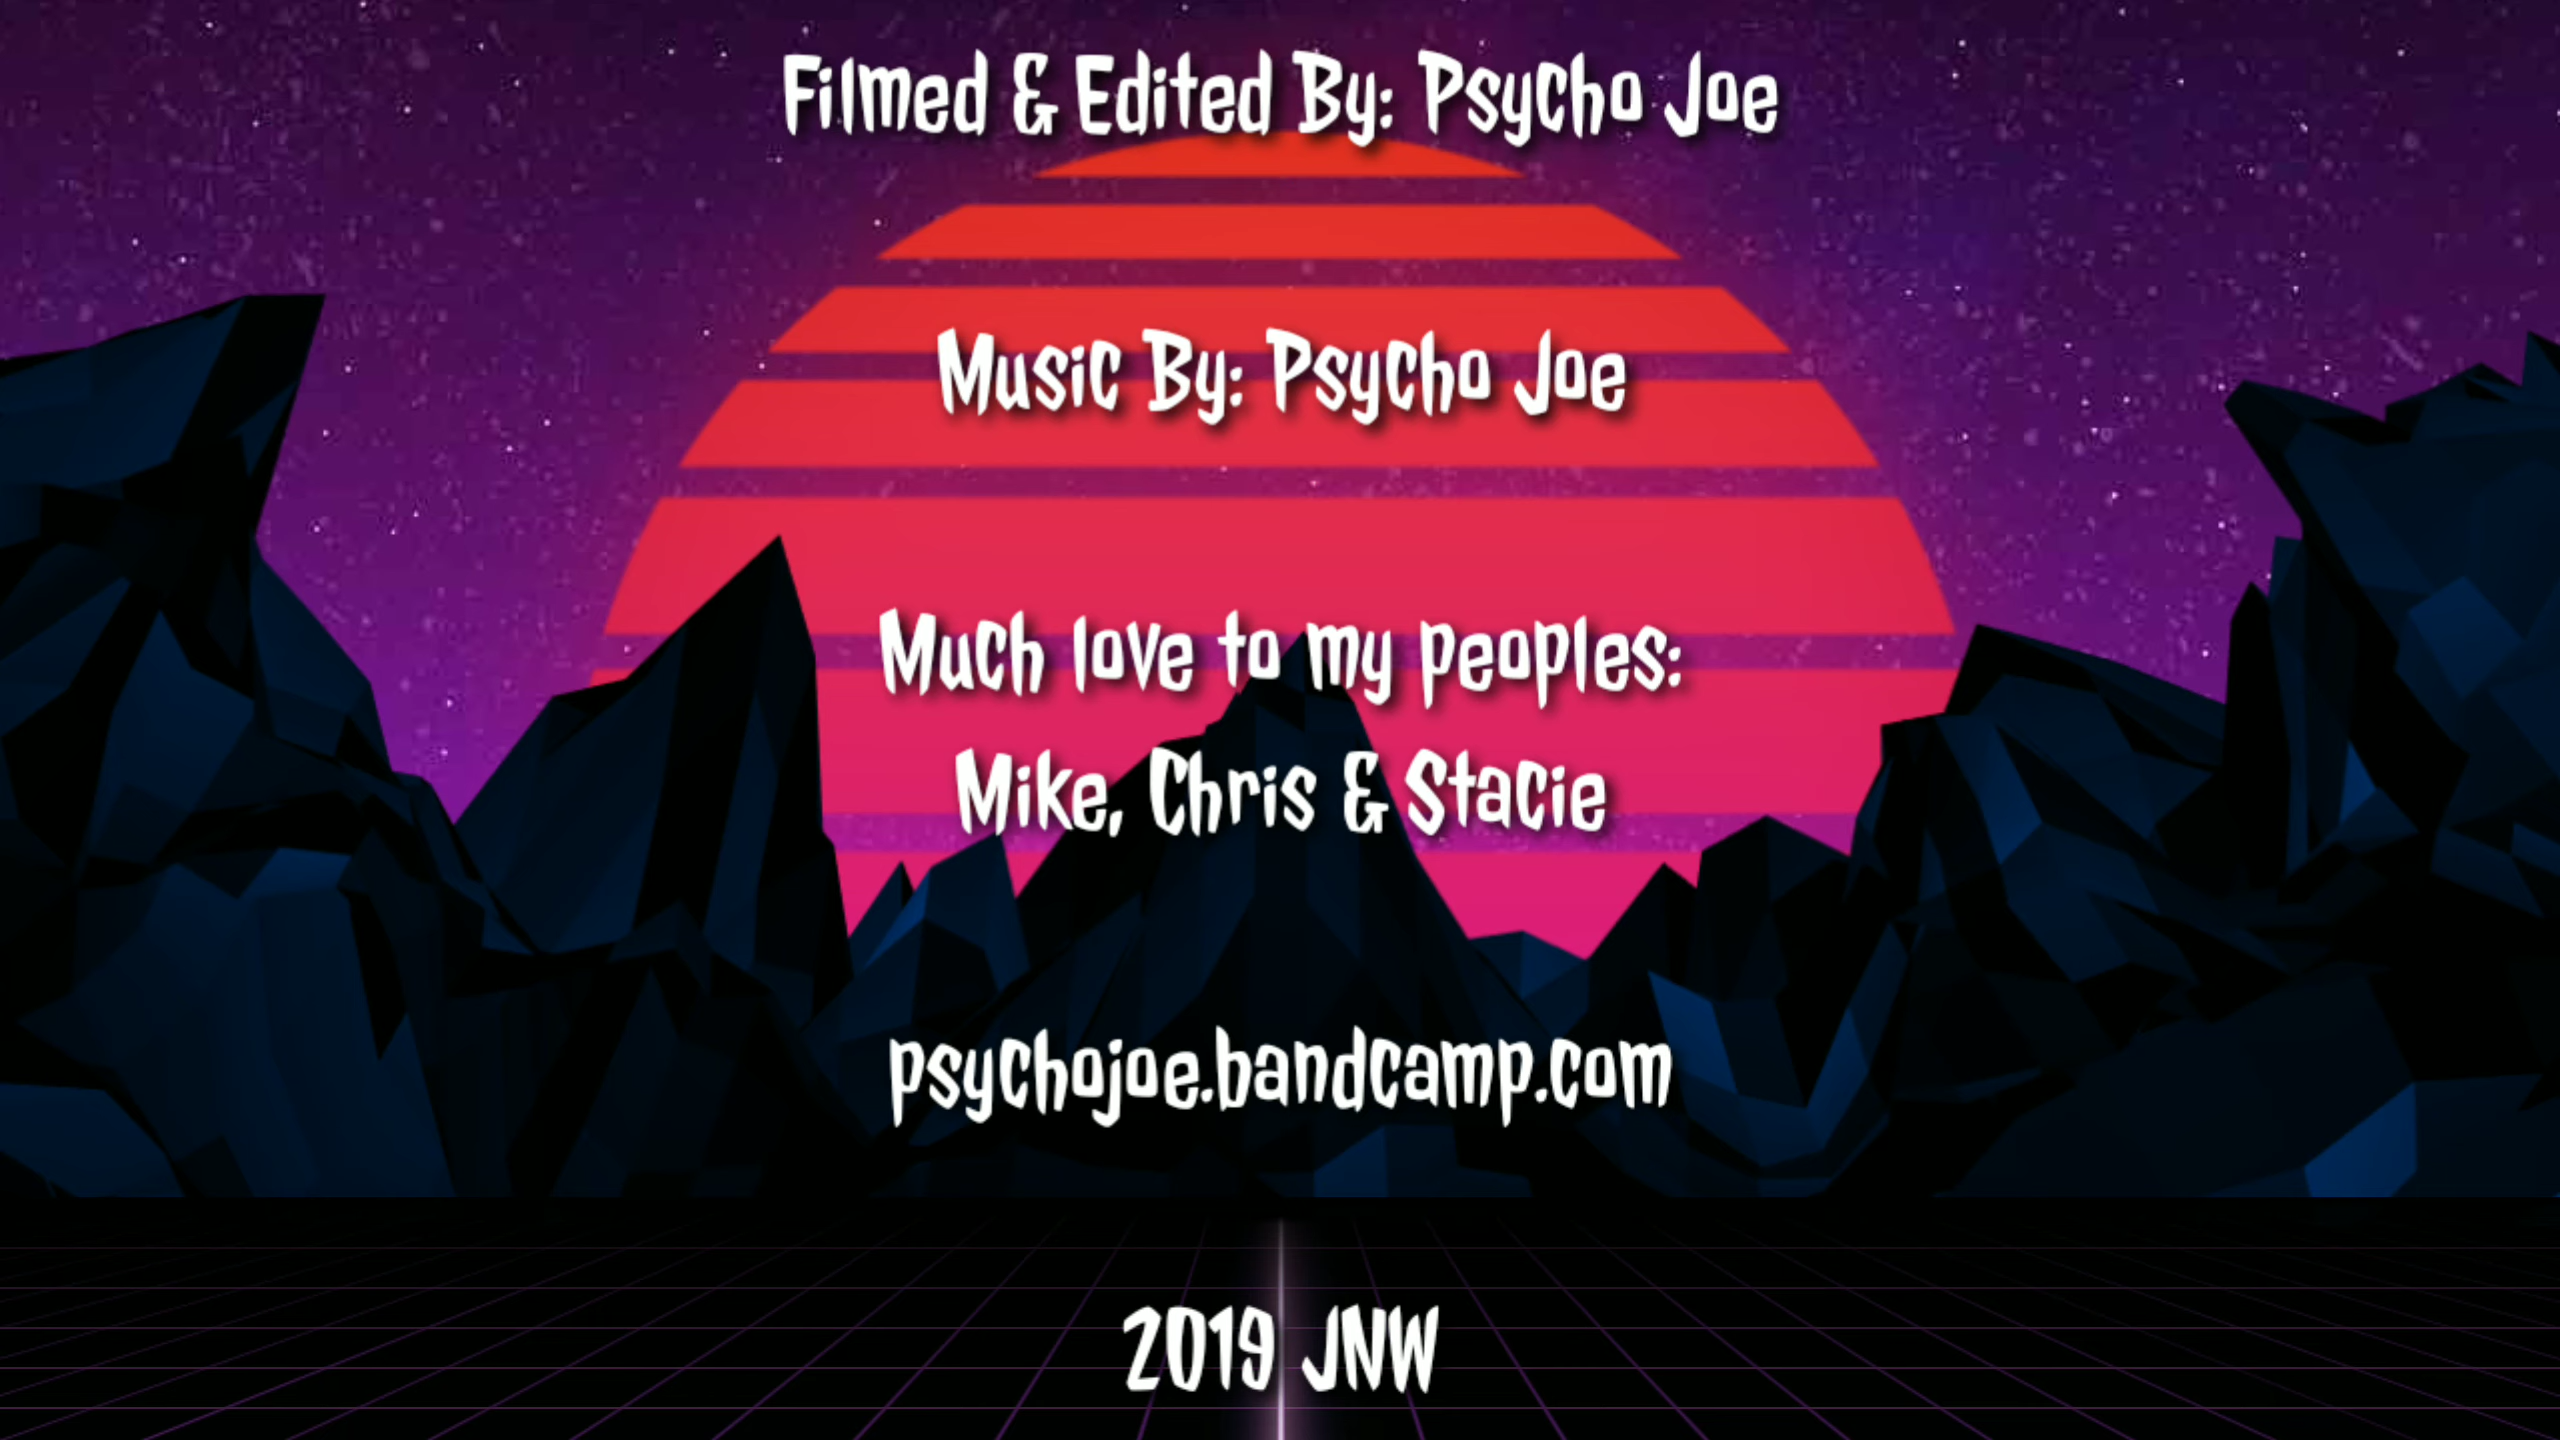 Filmed & Edited By: Psycho Joe
Music By: Psycho Joe
Much love to my peoples:
Mike, Chris & Stacie
psychojoe.bandcamp.com
2019 JNW